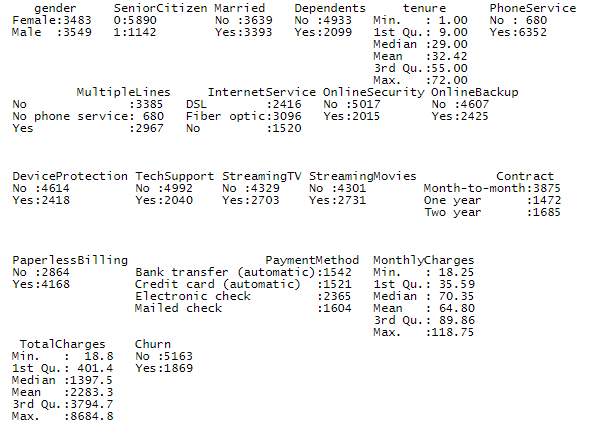 gender SeniorCitizen Married Dependents tenure PhoneService
Female:3483 0:5890 No :3639 No :4933 Min. : 1.00 No : 680
Male :3549 1:1142 Yes:3393 Yes:2099 1st Qu.: 9.00 Yes:6352
Median :29.00
Mean :32.42
3rd Qu.:55.00
Max. :72.00
MultipleLines InternetService OnlineSecurity OnlineBackup
No :3385 DSL :2416 No :5017 No :4607
No phone service: 680 Fiber optic:3096 Yes:2015 Yes:2425
Yes :2967 No :1520
DeviceProtection TechSupport StreamingTV StreamingMovies Contract
No :4614 No :4992 No :4329 No :4301 Month-to-month:3875
Yes:2418 Yes:2040 Yes:2703 Yes:2731 One year :1472
Two year :1685
PaperlessBilling PaymentMethod MonthlyCharges
No :2864 Bank transfer (automatic):1542 Min. : 18.25
Yes:4168 Credit card (automatic) :1521 1st Qu.: 35.59
Electronic check :2365 Median : 70.35
Mailed check :1604 Mean : 64.80
3rd Qu.: 89.86
Max. :118.75
TotalCharges Churn
Min. : 18.8 No :5163
1st Qu.: 401.4 Yes:1869
Median :1397.5
Mean :2283.3
3rd Qu.:3794.7
Max. :8684.8